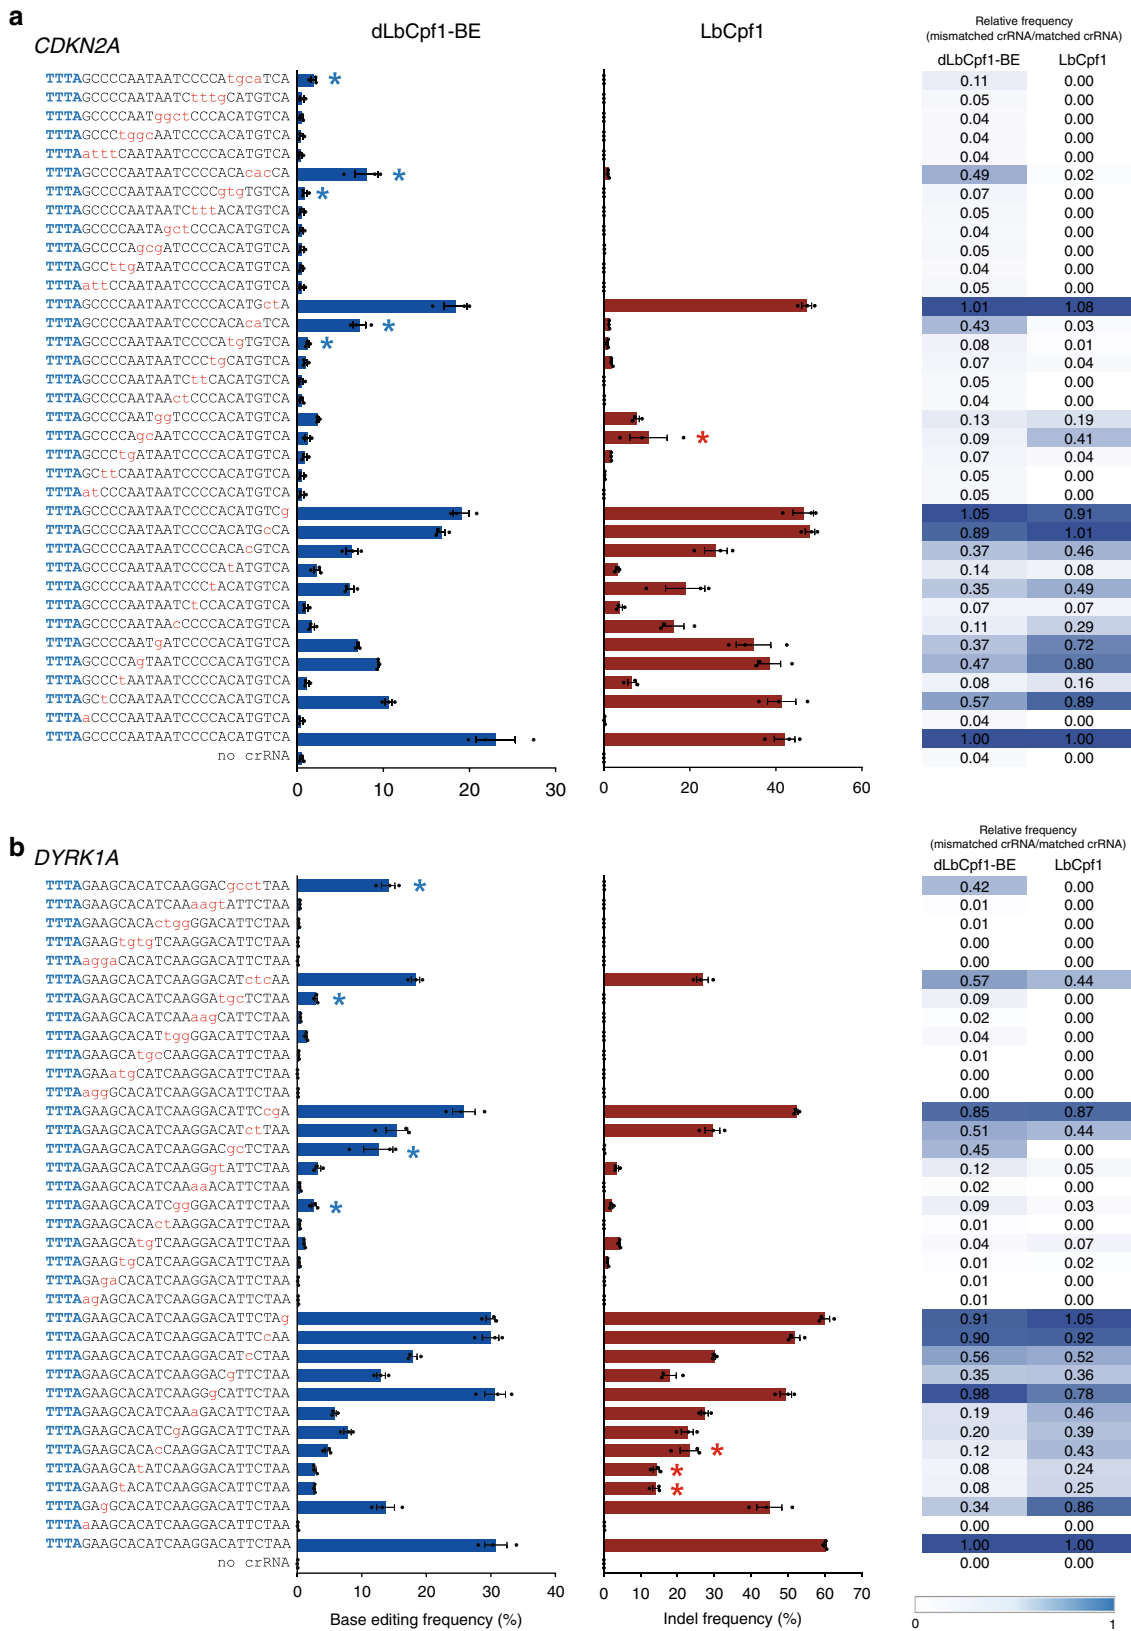 a
CDKN2A
dLbCpf1-BE
LbCpf1
Relative frequency
(mismatched crRNA/matched crRNA)
dLbCpf1-BE LbCpf1
TTTAGCCCCAATAATCCCCAtgcaTCA * 0.11 0.00
TTTAGCCCCAATAATCtttgCATGTCA 0.05 0.00
TTTAGCCCCAATggctCCCACATGTCA 0.04 0.00
TTTAGCCCtggcAATCCCCACATGTCA 0.04 0.00
TTTAatttCAATAATCCCCACATGTCA 0.04 0.00
TTTAGCCCCAATAATCCCCACAcacCA * 0.49 0.02
TTTAGCCCCAATAATCCCCgtgTGTCA * 0.07 0.00
TTTAGCCCCAATAATCtttACATGTCA 0.05 0.00
TTTAGCCCCAATAgctCCCACATGTCA 0.04 0.00
TTTAGCCCCAgcgATCCCCACATGTCA 0.05 0.00
TTTAGCCttgATAATCCCCACATGTCA 0.04 0.00
TTTAattCCAATAATCCCCACATGTCA 0.05 0.00
TTTAGCCCCAATAATCCCCACATGctA 1.01 1.08
TTTAGCCCCAATAATCCCCACAcaTCA * 0.43 0.03
TTTAGCCCCAATAATCCCCAtgTGTCA * 0.08 0.01
TTTAGCCCCAATAATCCCtgCATGTCA 0.07 0.04
TTTAGCCCCAATAATCttCACATGTCA 0.05 0.00
TTTAGCCCCAATAActCCCACATGTCA 0.04 0.00
TTTAGCCCCAATggTCCCCACATGTCA 0.13 0.19
TTTAGCCCCAgcAATCCCCACATGTCA * 0.09 0.41
TTTAGCCCtgATAATCCCCACATGTCA 0.07 0.04
TTTAGCttCAATAATCCCCACATGTCA 0.05 0.00
TTTAatCCCAATAATCCCCACATGTCA 0.05 0.00
TTTAGCCCCAATAATCCCCACATGTCg 1.05 0.91
TTTAGCCCCAATAATCCCCACATGcCA 0.89 1.01
TTTAGCCCCAATAATCCCCACAcGTCA 0.37 0.46
TTTAGCCCCAATAATCCCCAtATGTCA 0.14 0.08
TTTAGCCCCAATAATCCCtACATGTCA 0.35 0.49
TTTAGCCCCAATAATCtCCACATGTCA 0.07 0.07
TTTAGCCCCAATAAcCCCCACATGTCA 0.11 0.29
TTTAGCCCCAATgATCCCCACATGTCA 0.37 0.72
TTTAGCCCCAgTAATCCCCACATGTCA 0.47 0.80
TTTAGCCCtAATAATCCCCACATGTCA 0.08 0.16
TTTAGCtCCAATAATCCCCACATGTCA 0.57 0.89
TTTAaCCCCAATAATCCCCACATGTCA 0.04 0.00
TTTAGCCCCAATAATCCCCACATGTCA 1.00 1.00
no crRNA 0.04 0.00
0 10 20 30
0 20 40 60
b
DYRK1A
Relative frequency
(mismatched crRNA/matched crRNA)
dLbCpf1-BE LbCpf1
TTTAGAAGCACATCAAGGACgcctTAA * 0.42 0.00
TTTAGAAGCACATCAAaagtATTCTAA 0.01 0.00
TTTAGAAGCACActggGGACATTCTAA 0.01 0.00
TTTAGAAGtgtgTCAAGGACATTCTAA 0.00 0.00
TTTAaggaCACATCAAGGACATTCTAA 0.00 0.00
TTTAGAAGCACATCAAGGACATctcAA 0.57 0.44
TTTAGAAGCACATCAAGGAtgcTCTAA * 0.09 0.00
TTTAGAAGCACATCAAaagCATTCTAA 0.02 0.00
TTTAGAAGCACATtggGGACATTCTAA 0.04 0.00
TTTAGAAGCAtgcCAAGGACATTCTAA 0.01 0.00
TTTAGAAatgCATCAAGGACATTCTAA 0.00 0.00
TTTAaggGCACATCAAGGACATTCTAA 0.00 0.00
TTTAGAAGCACATCAAGGACATTCcgA 0.85 0.87
TTTAGAAGCACATCAAGGACATctTAA 0.51 0.44
TTTAGAAGCACATCAAGGACgcTCTAA * 0.45 0.00
TTTAGAAGCACATCAAGGgtATTCTAA 0.12 0.05
TTTAGAAGCACATCAAaaACATTCTAA 0.02 0.00
TTTAGAAGCACATCggGGACATTCTAA * 0.09 0.03
TTTAGAAGCACActAAGGACATTCTAA 0.01 0.00
TTTAGAAGCAtgTCAAGGACATTCTAA 0.04 0.07
TTTAGAAGtgCATCAAGGACATTCTAA 0.01 0.02
TTTAGAgaCACATCAAGGACATTCTAA 0.01 0.00
TTTAagAGCACATCAAGGACATTCTAA 0.01 0.00
TTTAGAAGCACATCAAGGACATTCTAg 0.91 1.05
TTTAGAAGCACATCAAGGACATTCcAA 0.90 0.92
TTTAGAAGCACATCAAGGACATcCTAA 0.56 0.52
TTTAGAAGCACATCAAGGACgTTCTAA 0.35 0.36
TTTAGAAGCACATCAAGGgCATTCTAA 0.98 0.78
TTTAGAAGCACATCAAaGACATTCTAA 0.19 0.46
TTTAGAAGCACATCgAGGACATTCTAA 0.20 0.39
TTTAGAAGCACAcCAAGGACATTCTAA * 0.12 0.43
TTTAGAAGCAtATCAAGGACATTCTAA * 0.08 0.24
TTTAGAAGtACATCAAGGACATTCTAA * 0.08 0.25
TTTAGAgGCACATCAAGGACATTCTAA 0.34 0.86
TTTAaAAGCACATCAAGGACATTCTAA 0.00 0.00
TTTAGAAGCACATCAAGGACATTCTAA 1.00 1.00
no crRNA 0.00 0.00
0 10 20 30 40
Base editing frequency (%)
0 10 20 30 40 50 60 70
Indel frequency (%)
0 1